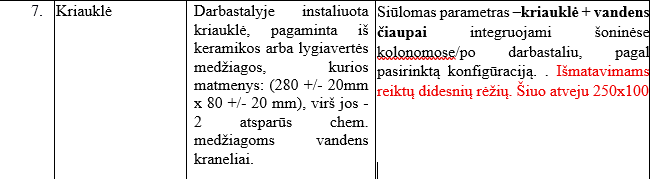 7. Kriauklė Darbastalyje instaliuota
kriauklė, pagaminta iš
keramikos arba lygiavertės
medžiagos, kurios
matmenys: (280 +/- 20mm
x 80 +/- 20 mm), virš jos -
2 atsparūs chem.
medžiagoms vandens
kraneliai.
Siūlomas parametras –kriauklė + vandens
čiaupai integruojami šoninėse
kolonomose/po darbastaliu, pagal
pasirinktą konfigūraciją. . Išmatavimams
reiktų didesnių rėžių. Šiuo atveju 250x100